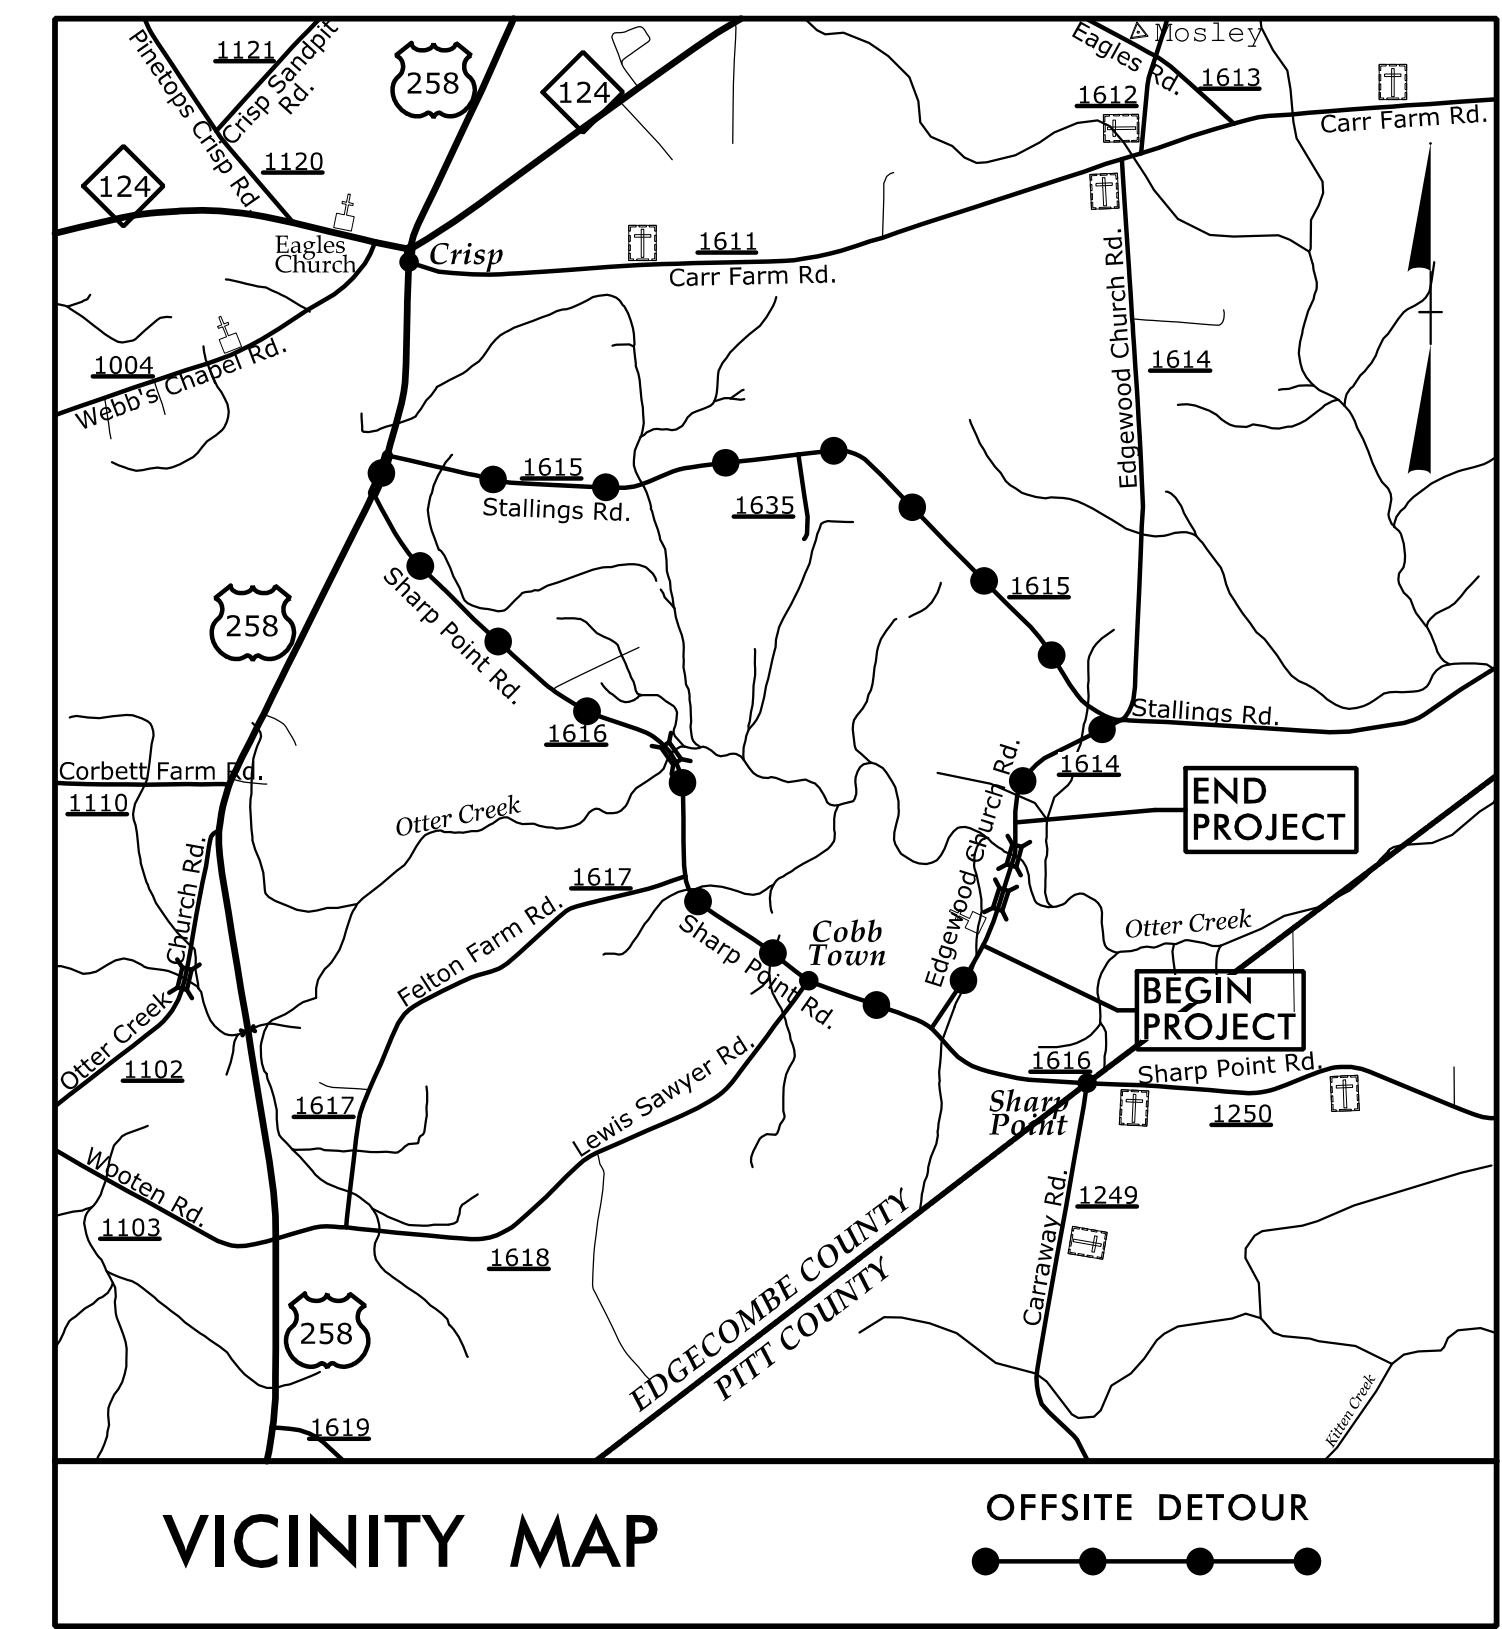 Mosley
Eagles Rd.
1121
Crisp Sandpit
Rd.
Pinetops Crisp Rd.
258
124
1613
1612
Carr Farm Rd.
1120
124
Eagles
Church
Crisp
1611
Carr Farm Rd.
Edgewood Church Rd.
1614
1004
Webb's Chapel Rd.
1615
Stallings Rd.
1635
1615
Sharp Point Rd.
258
1616
Stallings Rd.
1614
Corbett Farm Rd.
1110
Otter Creek
END
PROJECT
Edgewood Church Rd.
1617
Church Rd.
Otter Creek
Felton Farm Rd.
Sharp Point Rd.
Cobb
Town
Otter Creek
BEGIN
PROJECT
1102
1617
Lewis Sawyer Rd.
1616
Sharp Point Rd.
Sharp
Point
1250
Wooten Rd.
1103
1618
1249
Carraway Rd.
EDGECOMBE COUNTY
PITT COUNTY
258
1619
Kitten Creek
VICINITY MAP
OFFSITE DETOUR